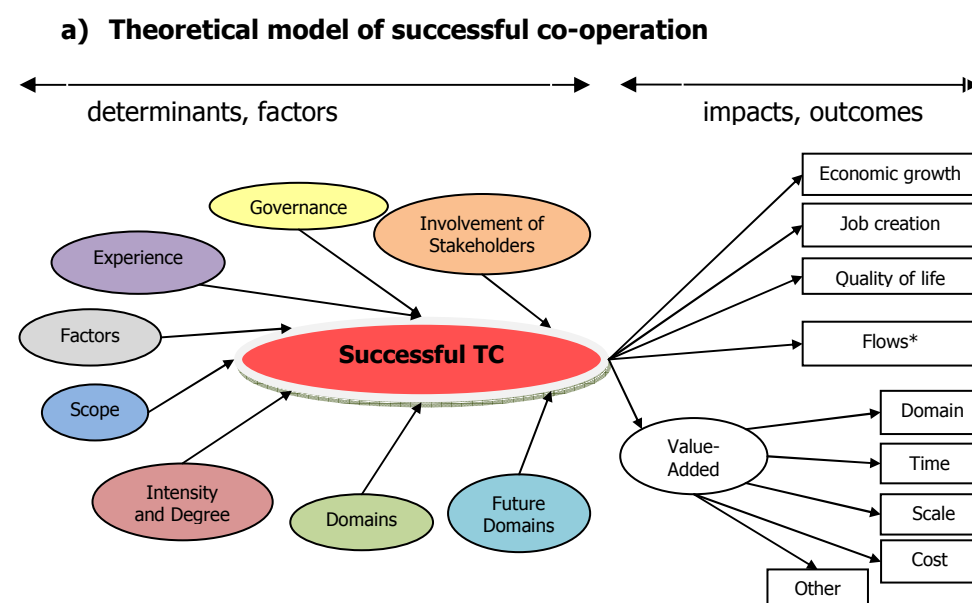 a) Theoretical model of successful co-operation
determinants, factors
impacts, outcomes
Economic growth
Governance
Involvement of
Stakeholders
Job creation
Experience
Quality of life
Factors
Successful TC
Flows*
Scope
Domain
Value-
Added
Time
Intensity
and Degree
Domains
Future
Domains
Scale
Cost
Other